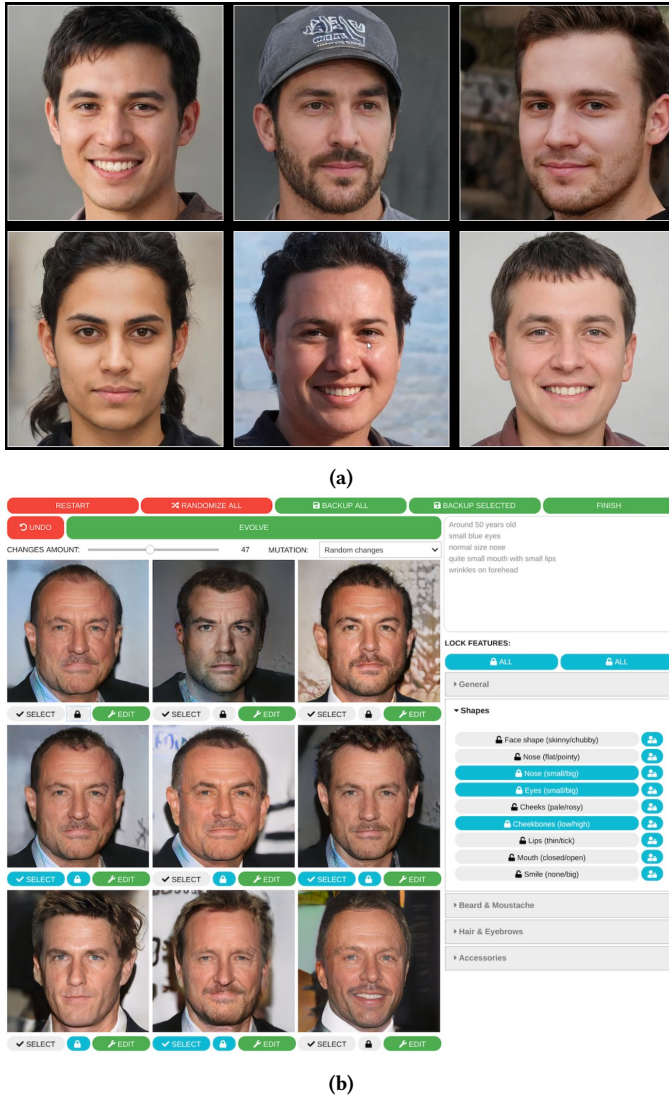 (a)
RESTART
RANDOMIZE ALL
BACKUP ALL
BACKUP SELECTED
FINISH
UNDO
EVOLVE
CHANGES AMOUNT:
47
MUTATION:
Random changes
Around 50 years old
small blue eyes
normal size nose
quite small mouth with small lips
wrinkles on forehead
LOCK FEATURES:
ALL
ALL
General
Shapes
Face shape (skinny/chubby)
Nose (flat/pointy)
Nose (small/big)
Eyes (small/big)
Cheeks (pale/rosy)
Cheekbones (low/high)
Lips (thin/tick)
Mouth (closed/open)
Smile (none/big)
Beard & Moustache
Hair & Eyebrows
Accessories
SELECT
EDIT
SELECT
EDIT
SELECT
EDIT
SELECT
EDIT
SELECT
EDIT
SELECT
EDIT
SELECT
EDIT
SELECT
EDIT
SELECT
EDIT
(b)